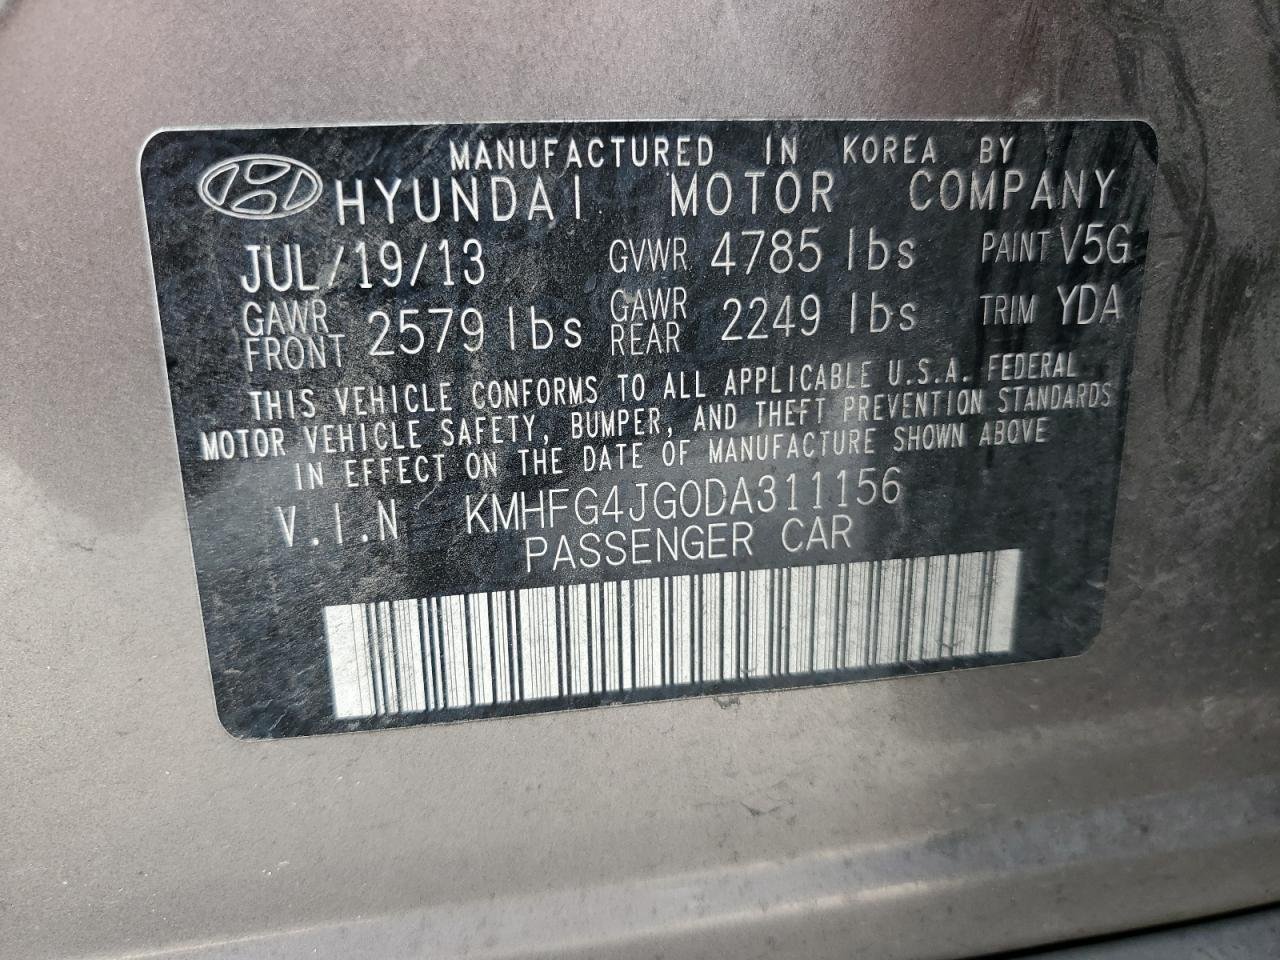 MANUFACTURED IN KOREA BY
HYUNDAI MOTOR COMPANY
JUL/19/13 GVWR 4785 lbs PAINT V5G
GAWR FRONT 2579 lbs GAWR REAR 2249 lbs TRIM YDA
THIS VEHICLE CONFORMS TO ALL APPLICABLE U.S.A. FEDERAL
MOTOR VEHICLE SAFETY, BUMPER, AND THEFT PREVENTION STANDARDS
IN EFFECT ON THE DATE OF MANUFACTURE SHOWN ABOVE
V.I.N KMHFG4JG0DA311156
PASSENGER CAR